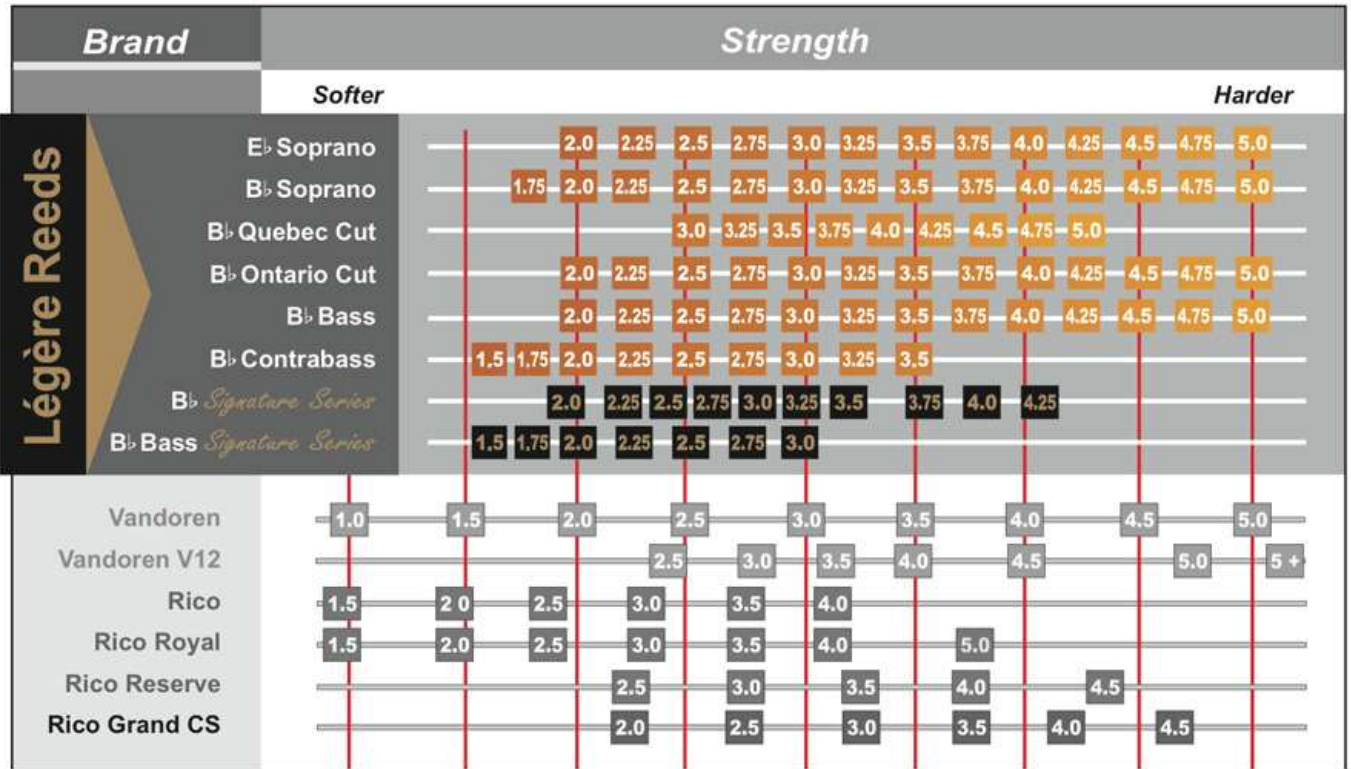 Brand Strength
Softer Harder
Légère Reeds
E♭ Soprano 2.0 2.25 2.5 2.75 3.0 3.25 3.5 3.75 4.0 4.25 4.5 4.75 5.0
B♭ Soprano 1.75 2.0 2.25 2.5 2.75 3.0 3.25 3.5 3.75 4.0 4.25 4.5 4.75 5.0
B♭ Quebec Cut 3.0 3.25 3.5 3.75 4.0 4.25 4.5 4.75 5.0
B♭ Ontario Cut 2.0 2.25 2.5 2.75 3.0 3.25 3.5 3.75 4.0 4.25 4.5 4.75 5.0
B♭ Bass 2.0 2.25 2.5 2.75 3.0 3.25 3.5 3.75 4.0 4.25 4.5 4.75 5.0
B♭ Contrabass 1.5 1.75 2.0 2.25 2.5 2.75 3.0 3.25 3.5
B♭ Signature Series 2.0 2.25 2.5 2.75 3.0 3.25 3.5 3.75 4.0 4.25
B♭ Bass Signature Series 1.5 1.75 2.0 2.25 2.5 2.75 3.0
Vandoren 1.0 1.5 2.0 2.5 3.0 3.5 4.0 4.5 5.0
Vandoren V12 2.5 3.0 3.5 4.0 4.5 5.0 5 +
Rico 1.5 2 0 2.5 3.0 3.5 4.0
Rico Royal 1.5 2.0 2.5 3.0 3.5 4.0 5.0
Rico Reserve 2.5 3.0 3.5 4.0 4.5
Rico Grand CS 2.0 2.5 3.0 3.5 4.0 4.5